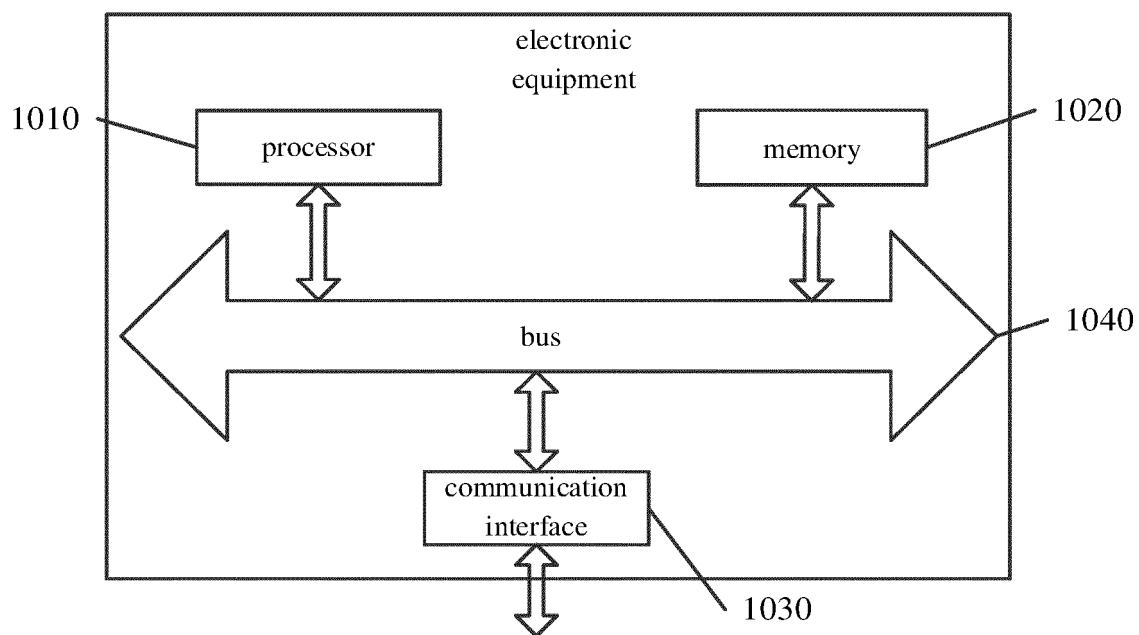 electronic
equipment
1010
processor
memory
1020
bus
1040
communication
interface
1030